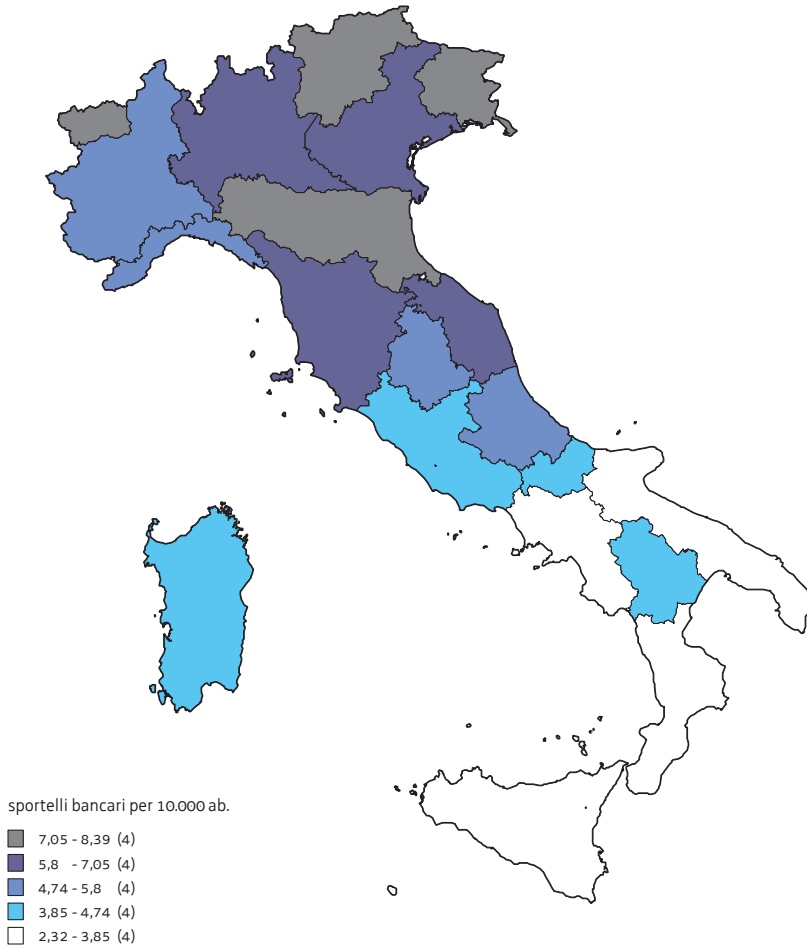 sportelli bancari per 10.000 ab.
7,05 - 8,39 (4)
5,8 - 7,05 (4)
4,74 - 5,8 (4)
3,85 - 4,74 (4)
2,32 - 3,85 (4)